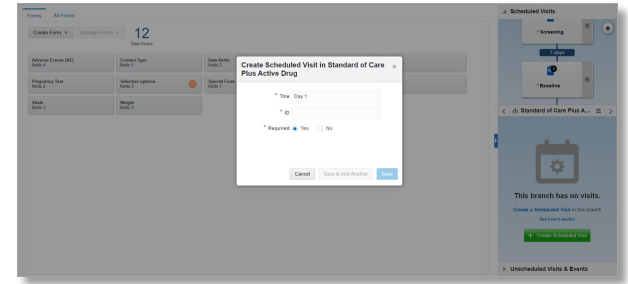 Forms All Forms
Create Form Manage Forms 12
Total Forms
Adverse Events (AE)
fields 4
Contact Type
fields 1
Date fields
fields 2
Pregnancy Test
fields 2
Selection options
fields 3
Special Form
fields 1
Vitals
fields 3
Weight
fields 2
Create Scheduled Visit in Standard of Care
Plus Active Drug
×
* Title Day 1
* ID
* Required Yes No
Cancel Save & Add Another Save
Scheduled Visits
* Screening
7 days
* Baseline
Standard of Care Plus A...
This branch has no visits.
Create a Scheduled Visit in this branch
See how it works!
+ Create Scheduled Visit
Unscheduled Visits & Events